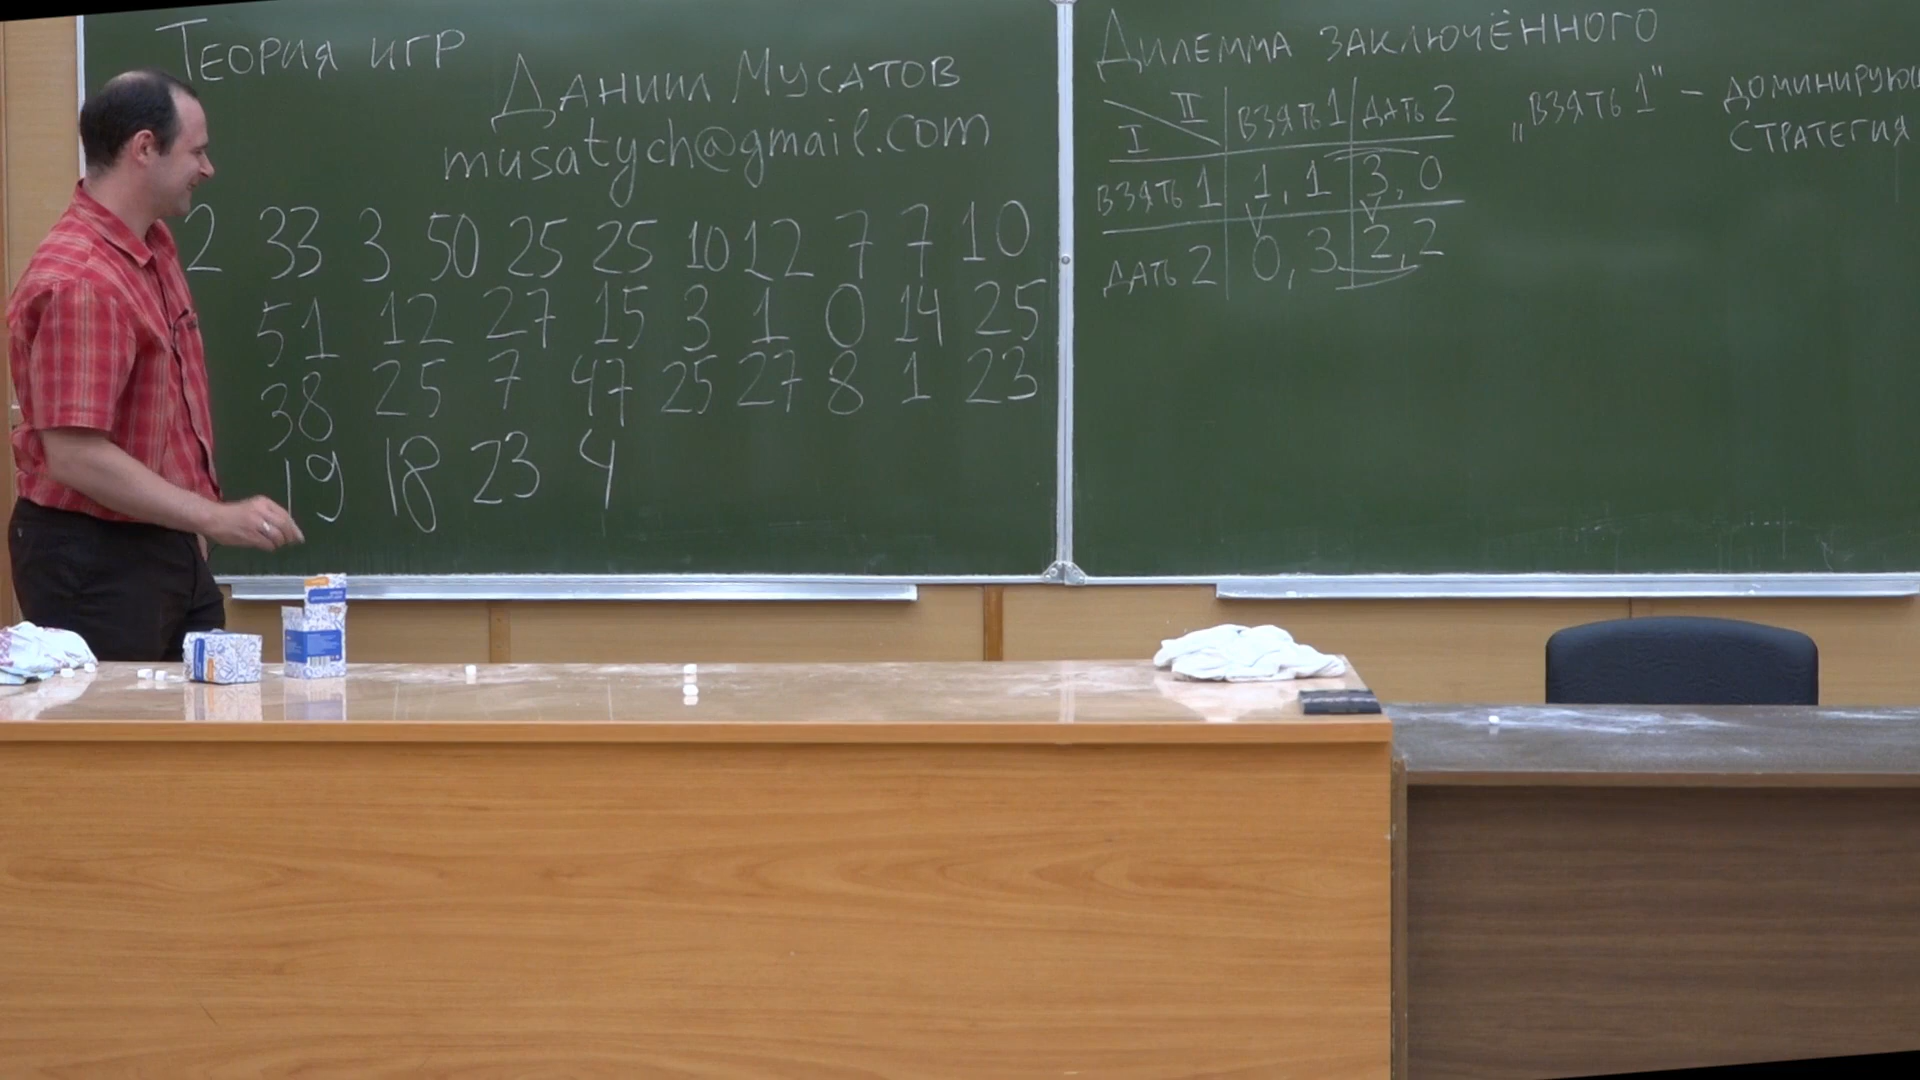 Теория игр
Даниил Мусатов
musatych@gmail.com
2 33 3 50 25 25 10 12 7 7 10
51 12 27 15 3 1 0 14 25
38 25 7 47 25 27 8 1 23
19 18 23 4
Дилемма заключённого
II взять 1 дать 2
I
взять 1 1, 1 3, 0
дать 2 0, 3 2, 2
„взять 1" –
стратегия